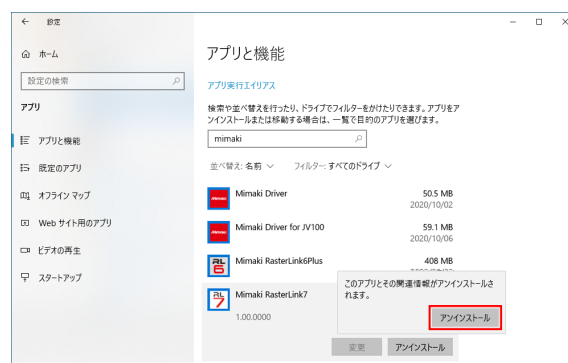 設定
ホーム
設定の検索
アプリ
アプリと機能
既定のアプリ
オフライン マップ
Web サイト用のアプリ
ビデオの再生
スタートアップ
アプリと機能
アプリ実行エイリアス
検索や並べ替えを行ったり、ドライブでフィルターをかけたりできます。アプリをア
ンインストールまたは移動する場合は、一覧で目的のアプリを選びます。
mimaki
並べ替え: 名前
フィルター: すべてのドライブ
Mimaki Driver
50.5 MB
2020/10/02
Mimaki Driver for JV100
59.1 MB
2020/10/06
RL
6
Mimaki RasterLink6Plus
408 MB
RL
7
Mimaki RasterLink7
1.00.0000
このアプリとその関連情報がアンインストールさ
れます。
アンインストール
変更
アンインストール